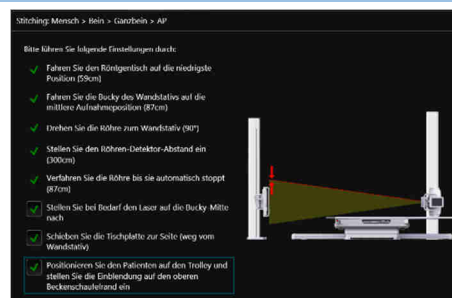 Stitching: Mensch > Bein > Ganzbein > AP
Bitte führen Sie folgende Einstellungen durch:
Fahren Sie den Röntgentisch auf die niedrigste
Position (59cm)
Fahren Sie die Bucky des Wandstativs auf die
mittlere Aufnahmeposition (87cm)
Drehen Sie die Röhre zum Wandstativ (90°)
Stellen Sie den Röhren-Detektor-Abstand ein
(300cm)
Verfahren Sie die Röhre bis sie automatisch stoppt
(87cm)
Stellen Sie bei Bedarf den Laser auf die Bucky-Mitte
nach
Schieben Sie die Tischplatte zur Seite (weg vom
Wandstativ)
Positionieren Sie den Patienten auf den Trolley und
stellen Sie die Einblendung auf den oberen
Beckenschaufelrand ein